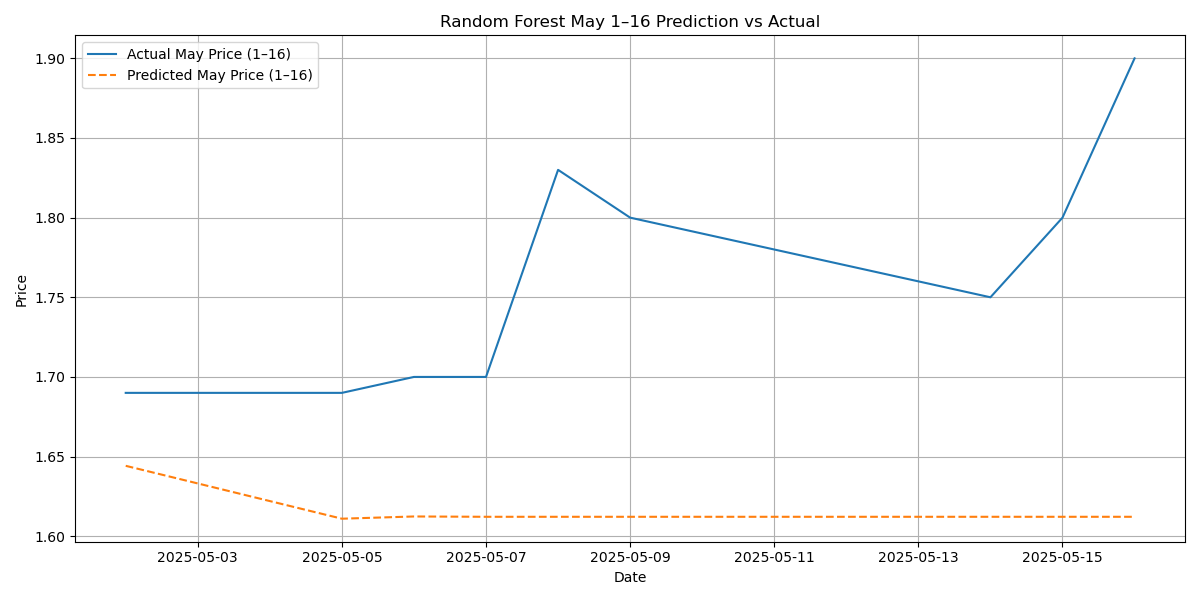 Random Forest May 1–16 Prediction vs Actual
Actual May Price (1–16)
Predicted May Price (1–16)
Price
1.90
1.85
1.80
1.75
1.70
1.65
1.60
2025-05-03 2025-05-05 2025-05-07 2025-05-09 2025-05-11 2025-05-13 2025-05-15
Date